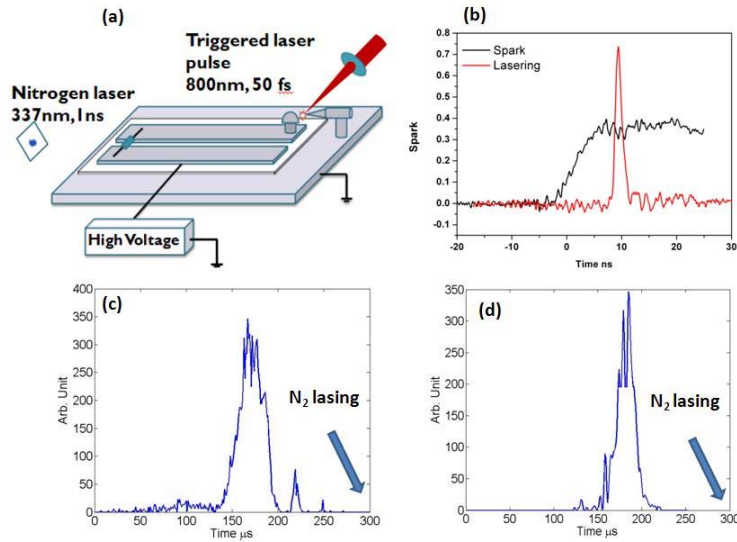 (a)
Triggered laser
pulse
800nm, 50 fs
Nitrogen laser
337nm,1ns
High Voltage
(b)
Spark
Lasering
Spark
0.8
0.7
0.6
0.5
0.4
0.3
0.2
0.1
0.0
-0.1
-20 -10 0 10 20 30
Time ns
(c)
Arb. Unit
400
350
300
250
200
150
100
50
0
N2 lasing
0 50 100 150 200 250 300
Time µs
(d)
Arb. Unit
350
300
250
200
150
100
50
0
N2 lasing
0 50 100 150 200 250 300
Time µs